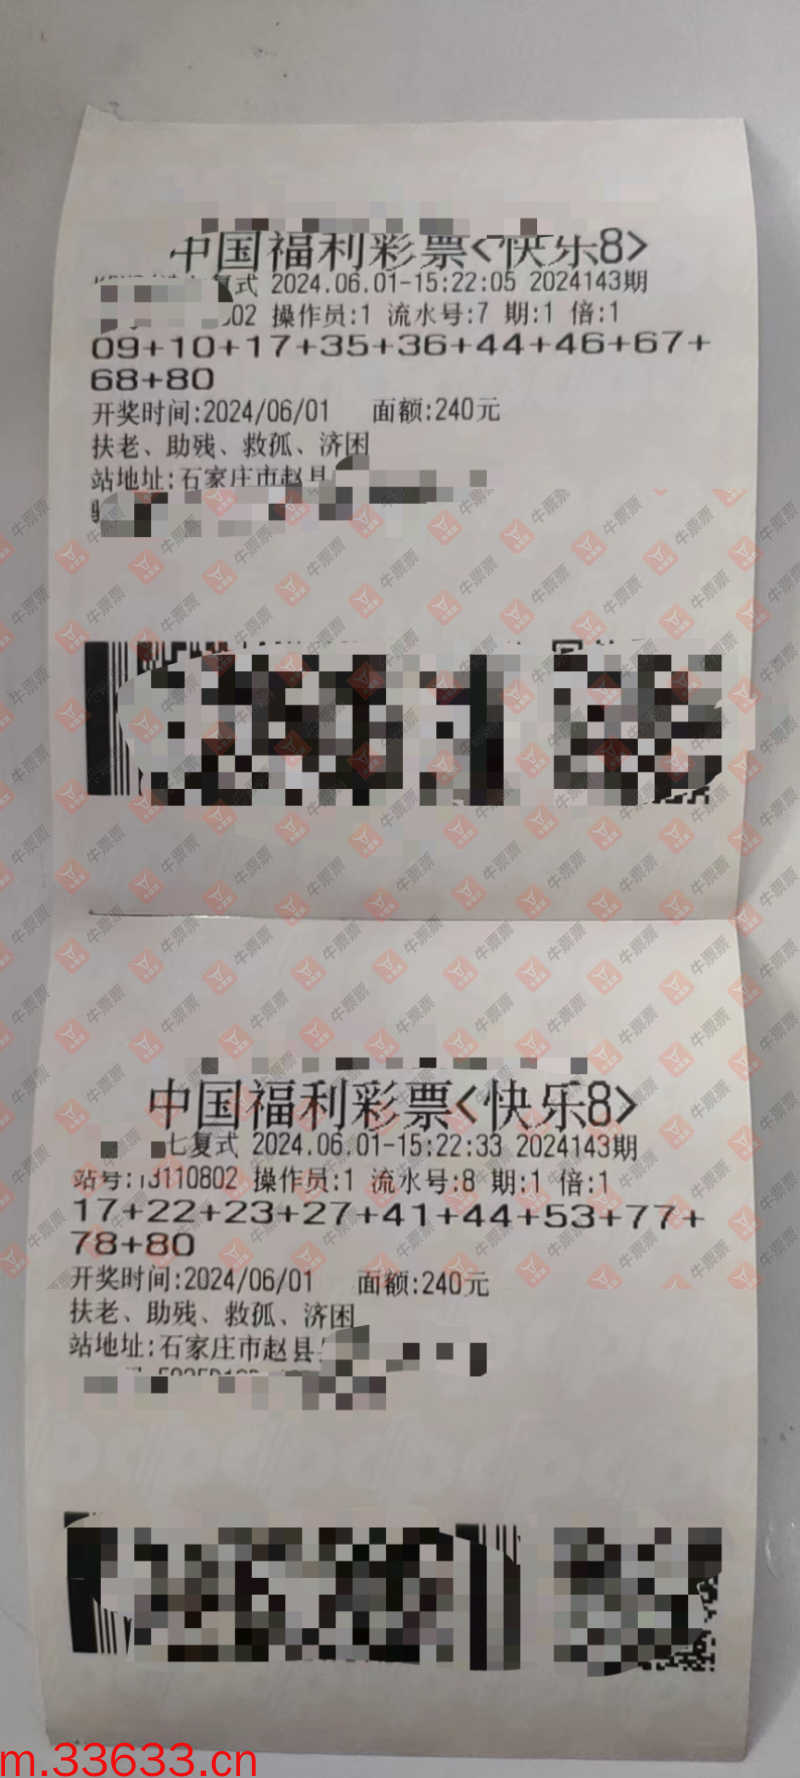 中国福利彩票<快乐8>
复式 2024.06.01-15:22:05 2024143期
02 操作员:1 流水号:7 期:1 倍:1
09+10+17+35+36+44+46+67+
68+80
开奖时间:2024/06/01 面额:240元
扶老、助残、救孤、济困
站地址:石家庄市赵县
牛票票
中国福利彩票<快乐8>
七复式 2024.06.01-15:22:33 2024143期
站号:13110802 操作员:1 流水号:8 期:1 倍:1
17+22+23+27+41+44+53+77+
78+80
开奖时间:2024/06/01 面额:240元
扶老、助残、救孤、济困
站地址:石家庄市赵县
m.33633.cn